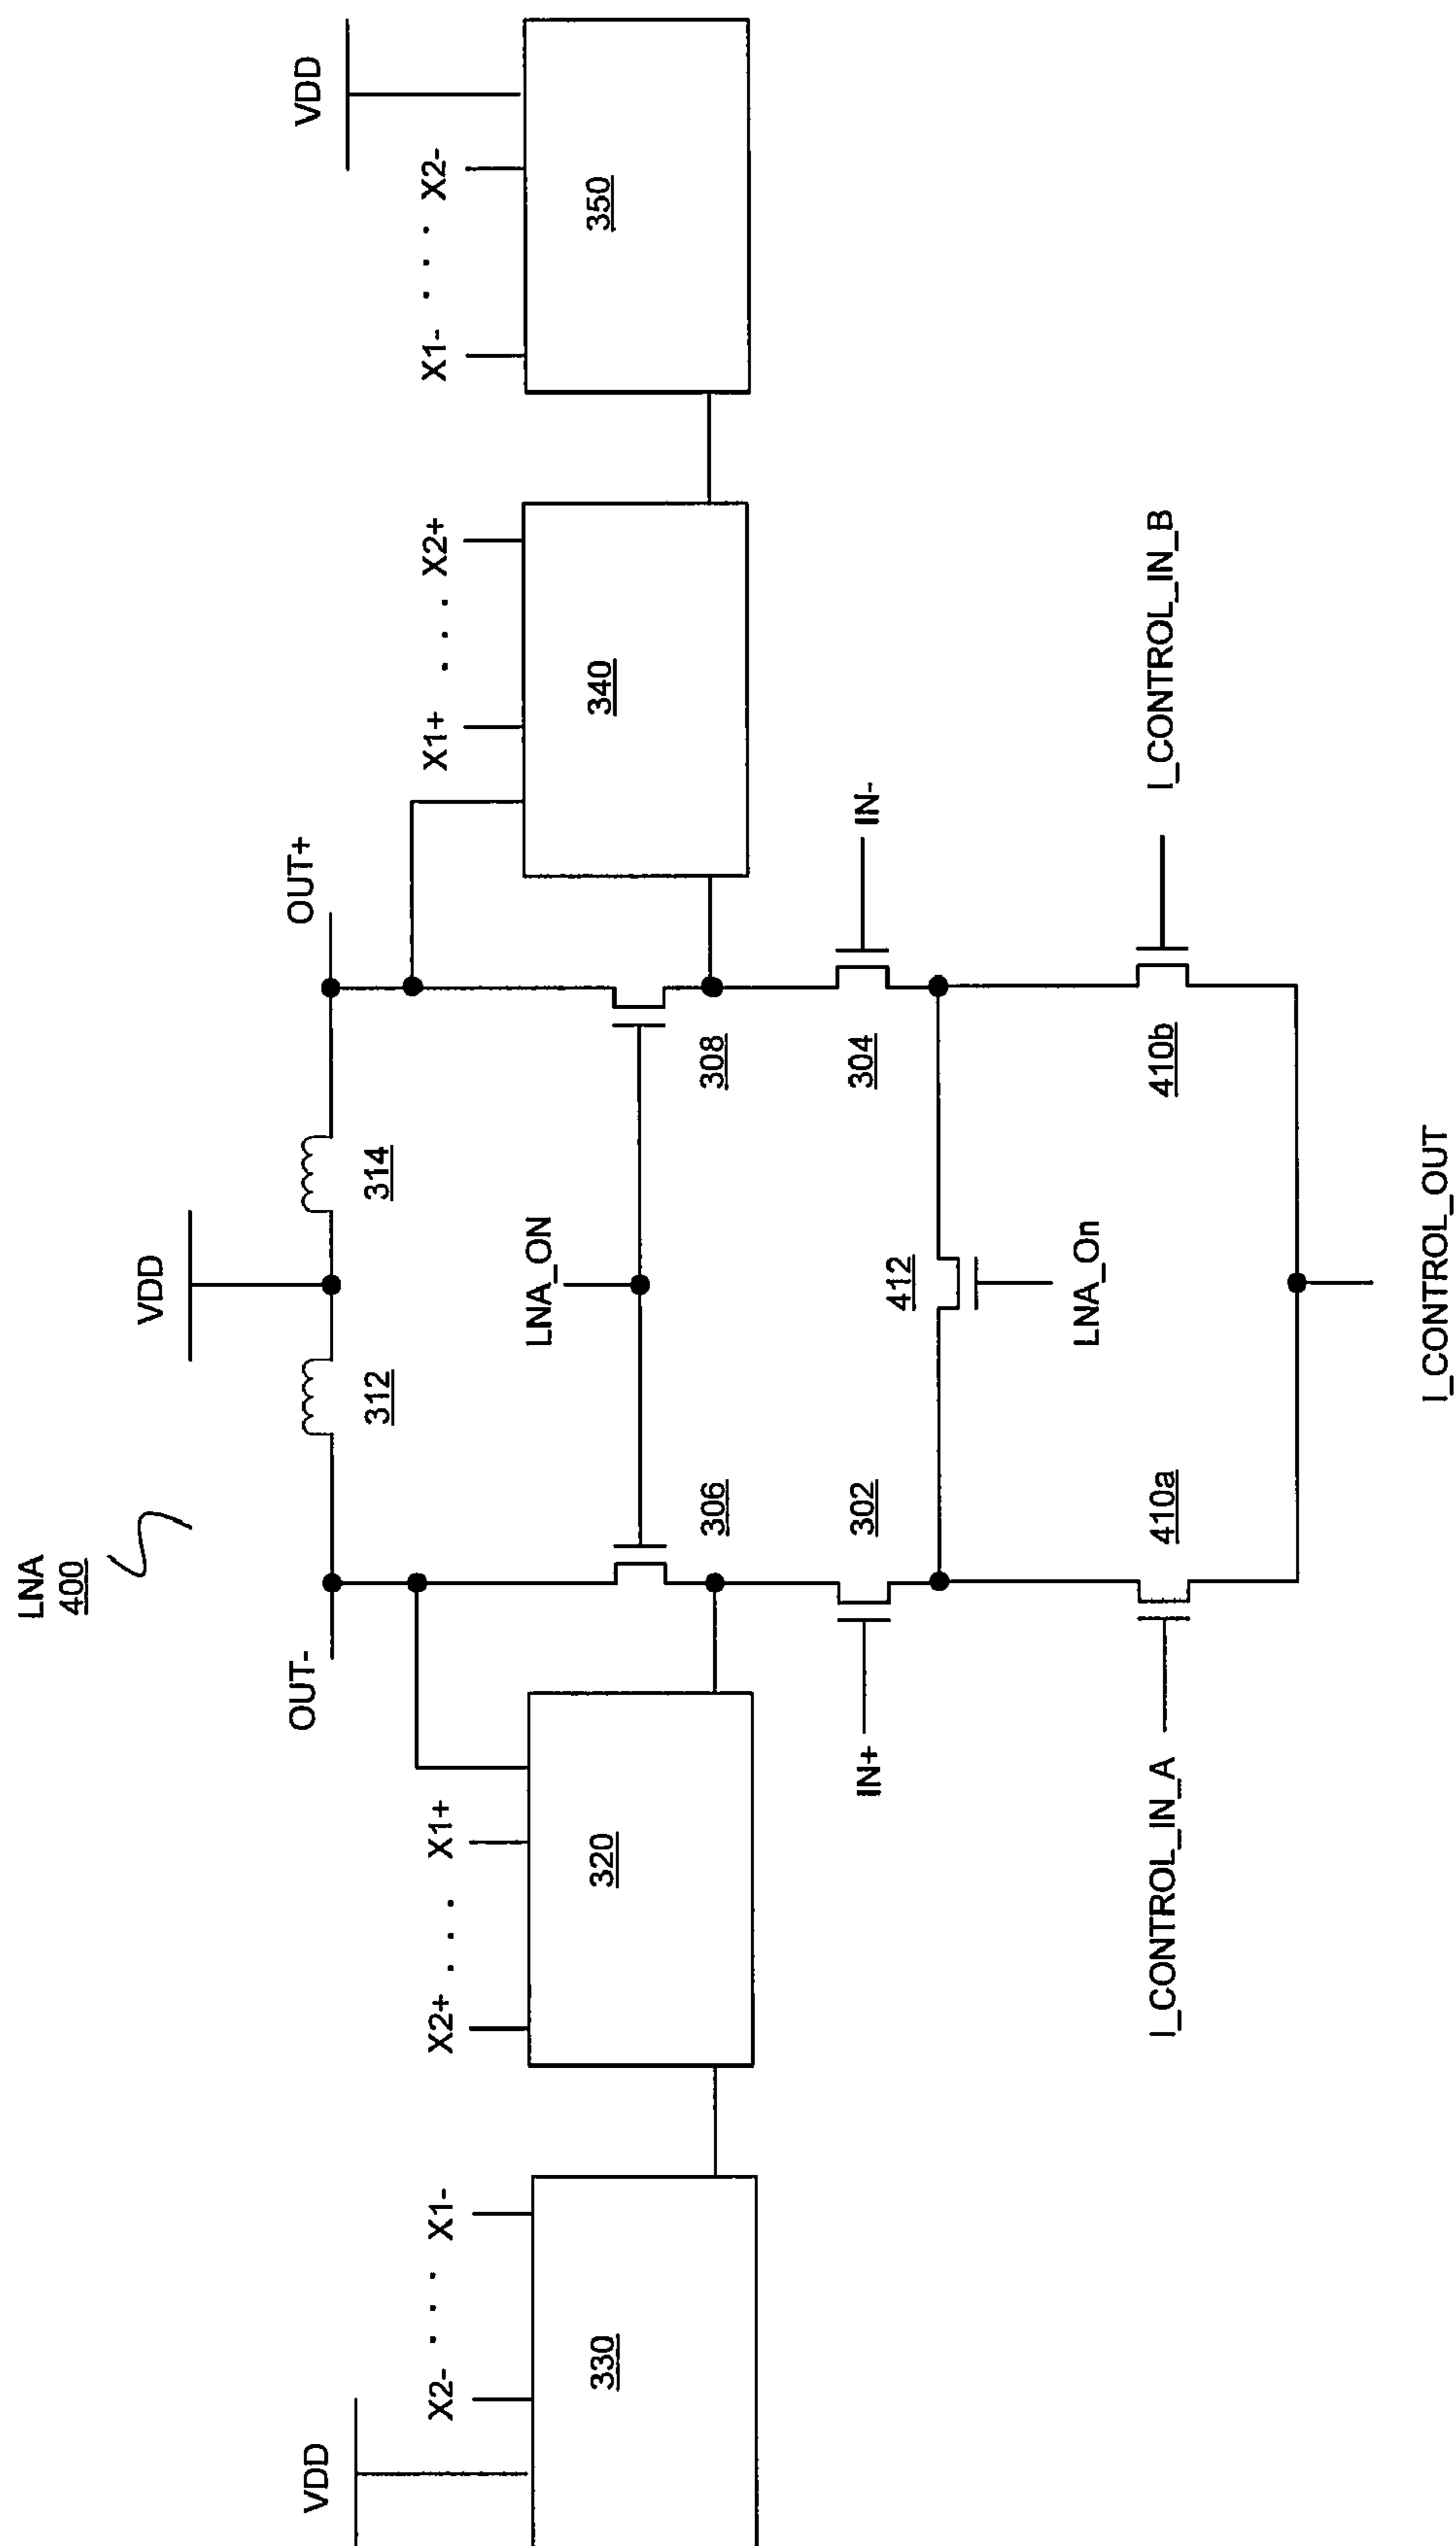 LNA
400
VDD
OUT-
OUT+
312
314
VDD
VDD
X2- . . . X1-
X2+ . . . X1+
X1+ . . . X2+
X1- . . . X2-
LNA_ON
330
320
340
350
306
308
IN+
302
412
304
IN-
LNA_On
I_CONTROL_IN_A
410a
410b
I_CONTROL_IN_B
I_CONTROL_OUT